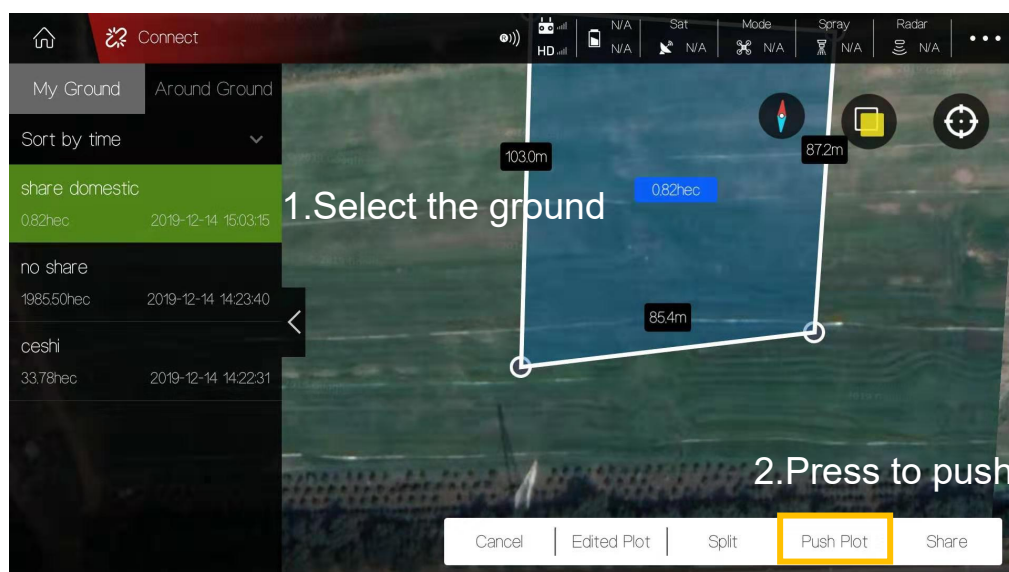 Connect
HD
N/A
N/A
Sat
N/A
Mode
N/A
Spray
N/A
Radar
N/A
My Ground
Around Ground
Sort by time
share domestic
0.82hec
2019-12-14 15:03:15
no share
1985.50hec
2019-12-14 14:23:40
ceshi
33.78hec
2019-12-14 14:22:31
1.Select the ground
103.0m
87.2m
0.82hec
85.4m
2.Press to push
Cancel
Edited Plot
Split
Push Plot
Share